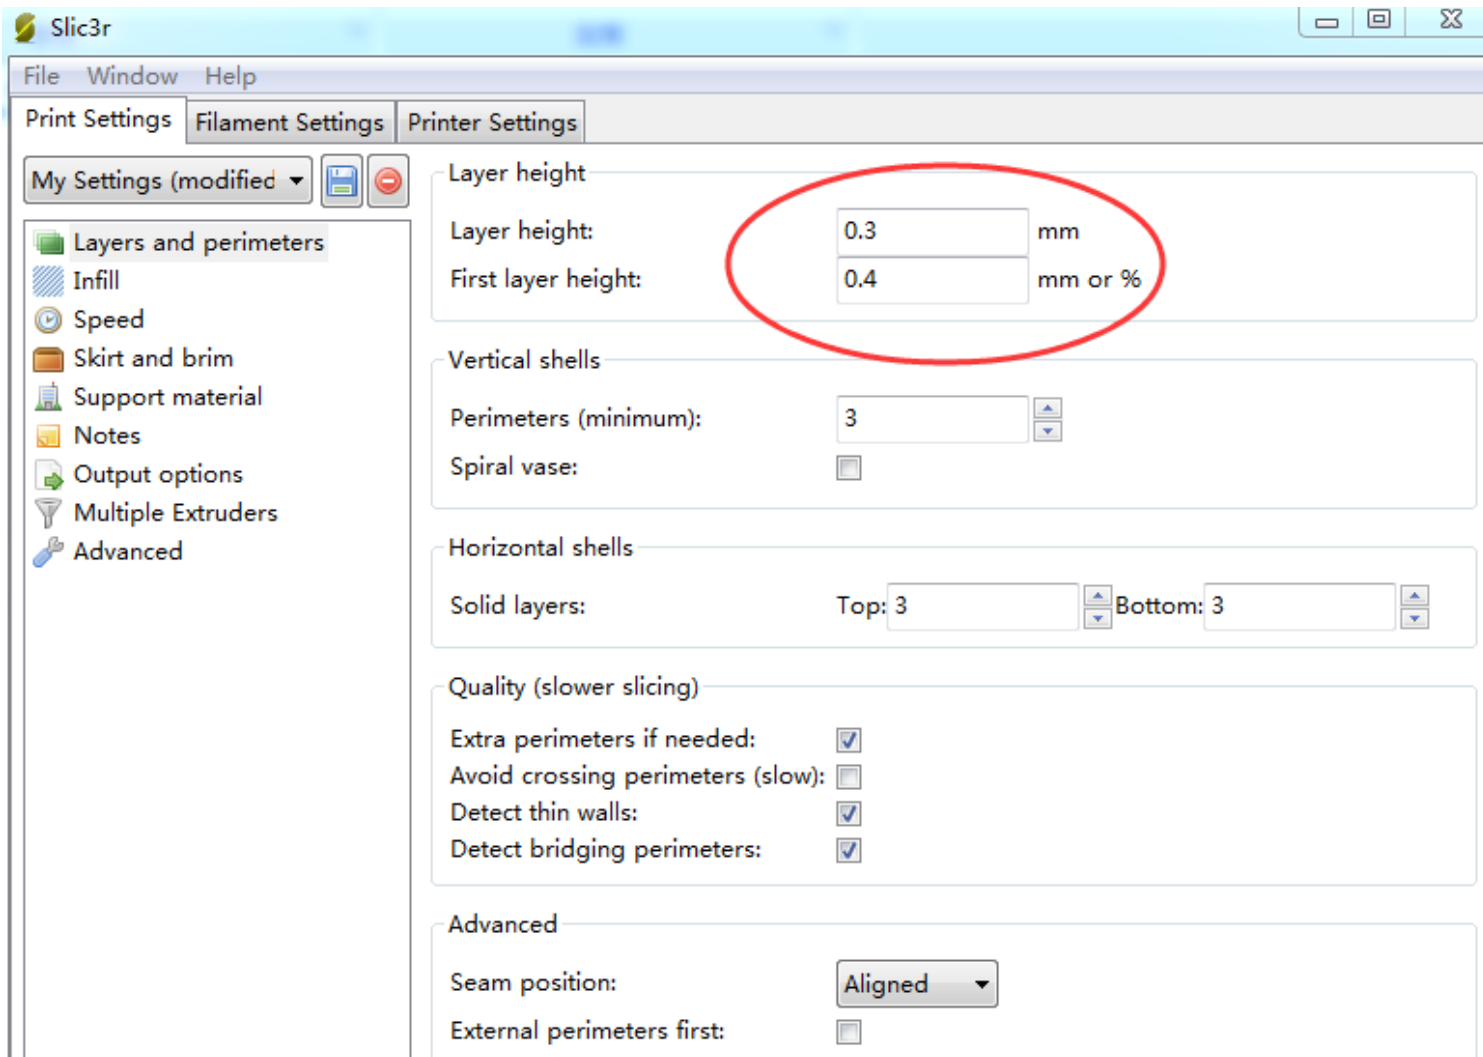 Slic3r
File Window Help
Print Settings Filament Settings Printer Settings
My Settings (modified
Layers and perimeters
Infill
Speed
Skirt and brim
Support material
Notes
Output options
Multiple Extruders
Advanced
Layer height
Layer height: 0.3 mm
First layer height: 0.4 mm or %
Vertical shells
Perimeters (minimum): 3
Spiral vase:
Horizontal shells
Solid layers: Top: 3 Bottom: 3
Quality (slower slicing)
Extra perimeters if needed:
Avoid crossing perimeters (slow):
Detect thin walls:
Detect bridging perimeters:
Advanced
Seam position: Aligned
External perimeters first: